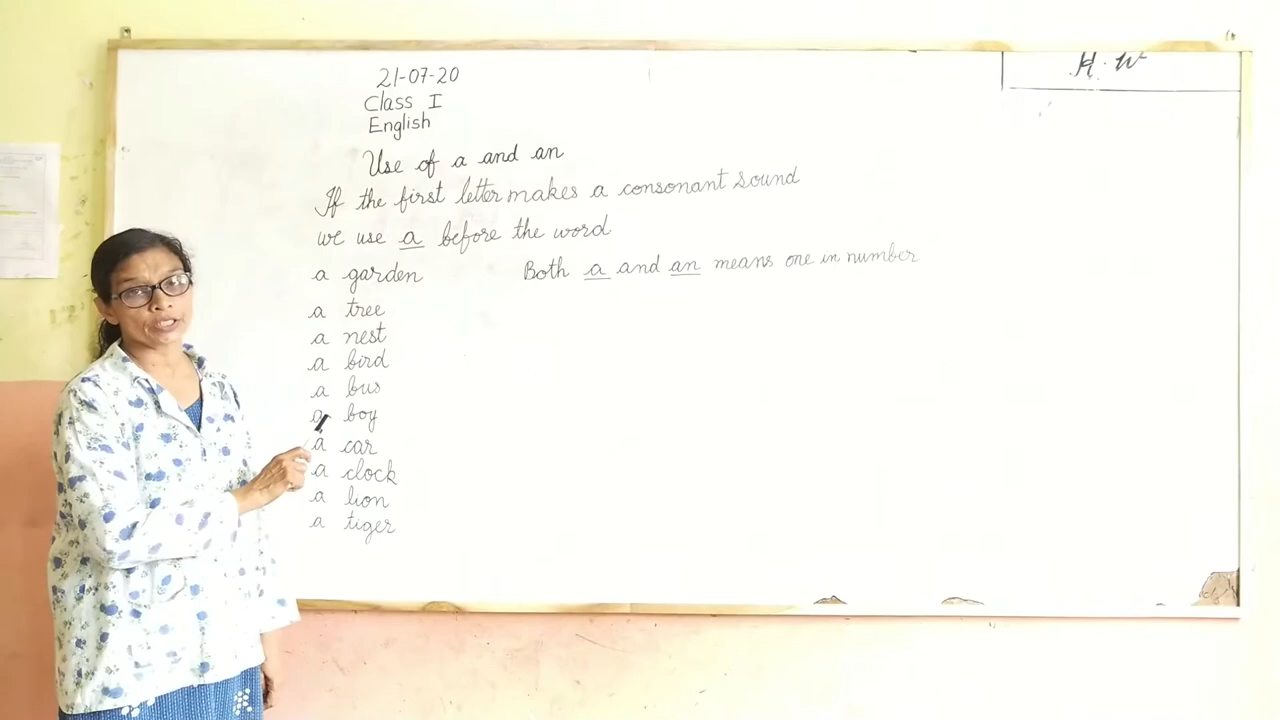 21-07-20
Class I
English
Use of a and an
If the first letter makes a consonant sound
we use a before the word
a garden
Both a and an means one in number
a tree
a nest
a bird
a bus
a boy
a car
a clock
a lion
a tiger
H.W